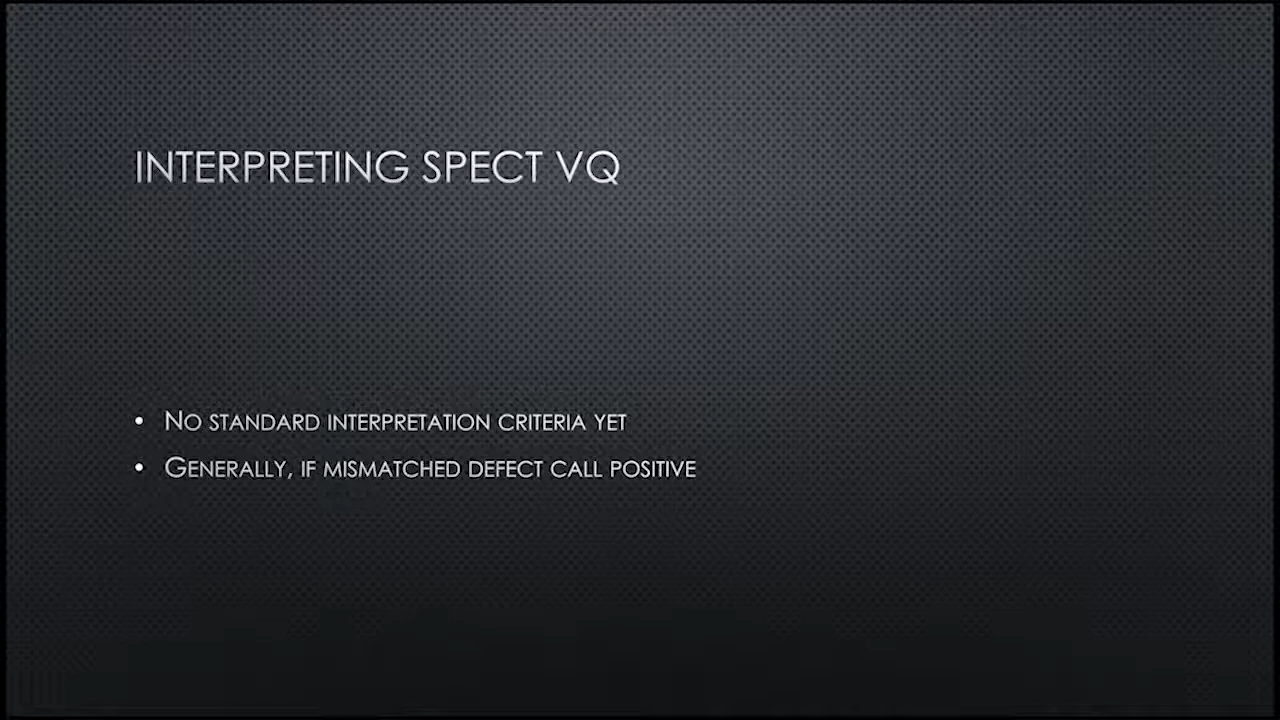 INTERPRETING SPECT VQ
• NO STANDARD INTERPRETATION CRITERIA YET
• GENERALLY, IF MISMATCHED DEFECT CALL POSITIVE